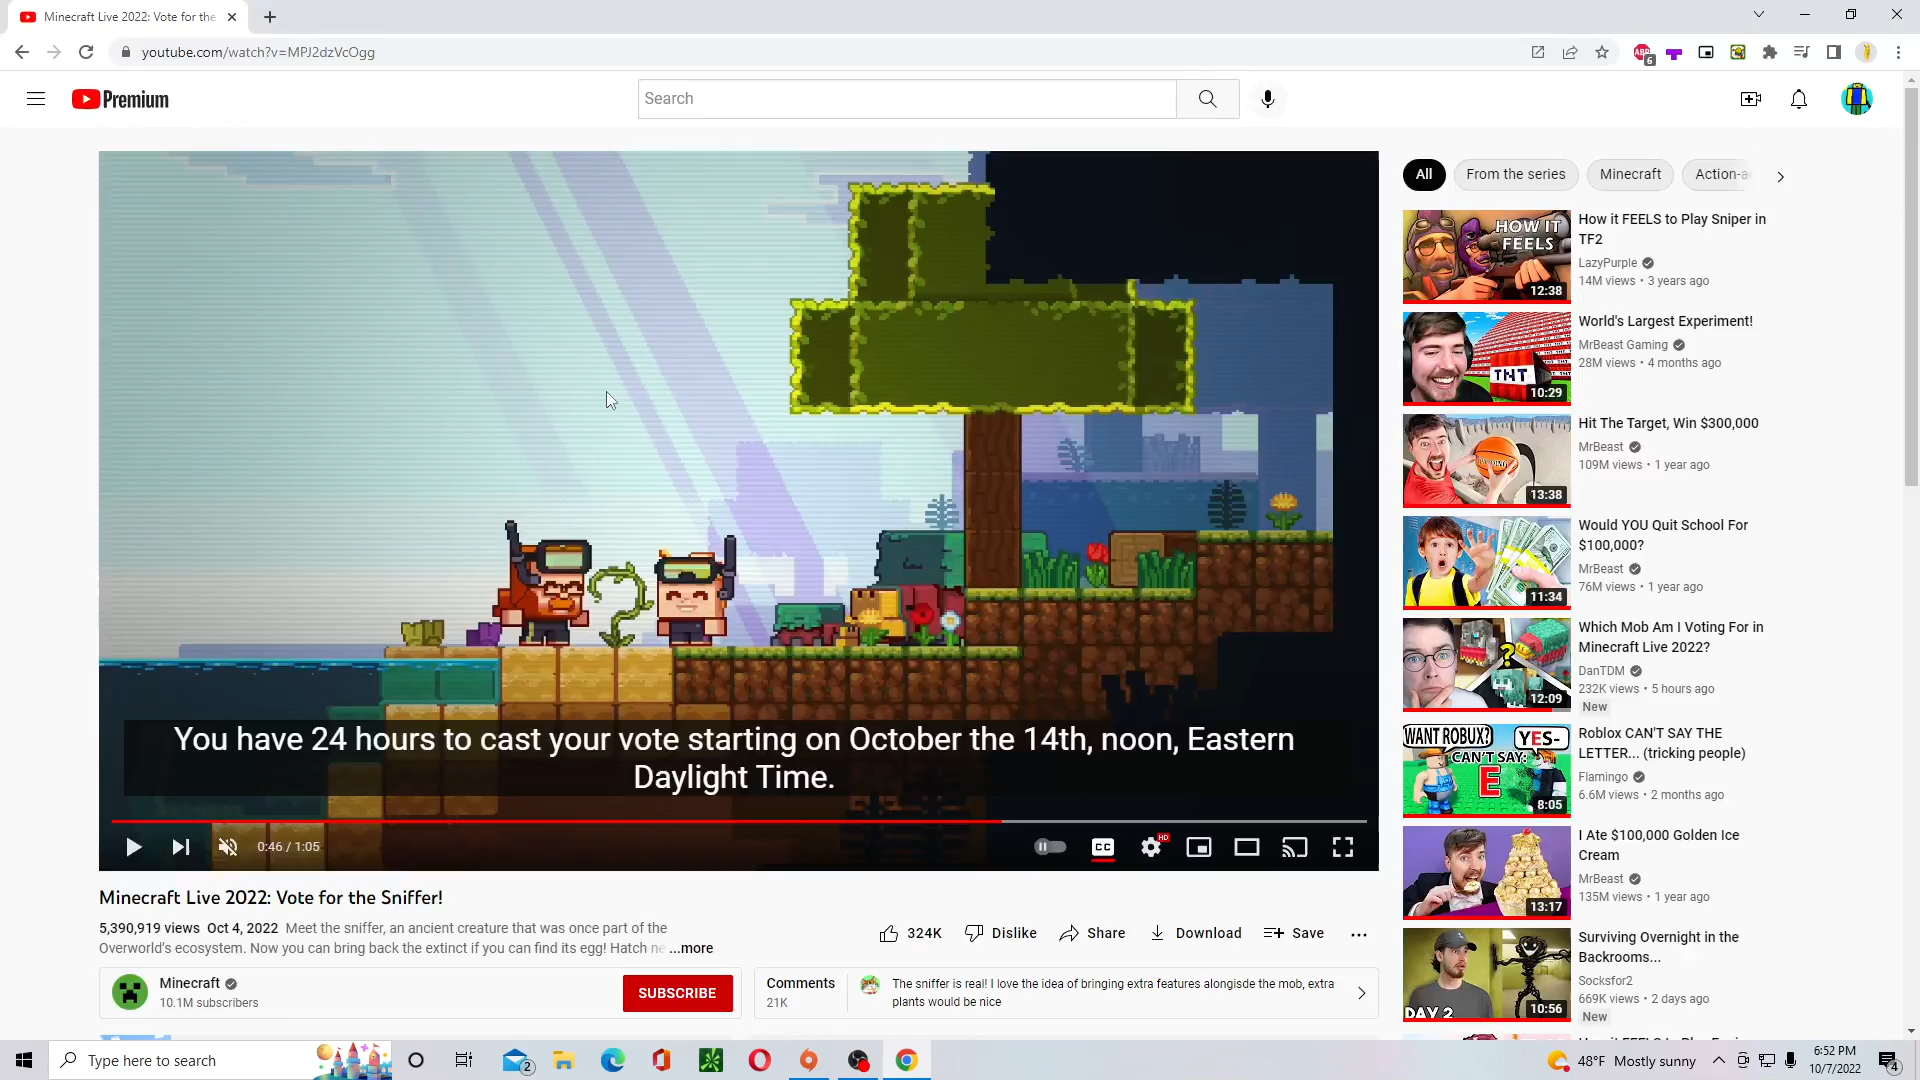 Minecraft Live 2022: Vote for the
youtube.com/watch?v=MPJ2dzVcOgg
ABP
6
Premium
Search
All
From the series
Minecraft
Action-a
HOW IT
FEELS
12:38
How it FEELS to Play Sniper in
TF2
LazyPurple
14M views • 3 years ago
TNT
10:29
World's Largest Experiment!
MrBeast Gaming
28M views • 4 months ago
13:38
Hit The Target, Win $300,000
MrBeast
109M views • 1 year ago
11:34
Would YOU Quit School For
$100,000?
MrBeast
76M views • 1 year ago
?
12:09
Which Mob Am I Voting For in
Minecraft Live 2022?
DanTDM
232K views • 5 hours ago
New
WANT ROBUX?
YES-
CAN'T SAY:
E
8:05
Roblox CAN'T SAY THE
LETTER... (tricking people)
Flamingo
6.6M views • 2 months ago
13:17
I Ate $100,000 Golden Ice
Cream
MrBeast
135M views • 1 year ago
DAY 2
10:56
Surviving Overnight in the
Backrooms...
Socksfor2
669K views • 2 days ago
New
You have 24 hours to cast your vote starting on October the 14th, noon, Eastern
Daylight Time.
0:46 / 1:05
CC
HD
Minecraft Live 2022: Vote for the Sniffer!
5,390,919 views Oct 4, 2022 Meet the sniffer, an ancient creature that was once part of the
Overworld's ecosystem. Now you can bring back the extinct if you can find its egg! Hatch ne ...more
324K
Dislike
Share
Download
Save
Minecraft
10.1M subscribers
SUBSCRIBE
Comments
21K
The sniffer is real! I love the idea of bringing extra features alongisde the mob, extra
plants would be nice
Type here to search
2
48°F Mostly sunny
6:52 PM
10/7/2022
4